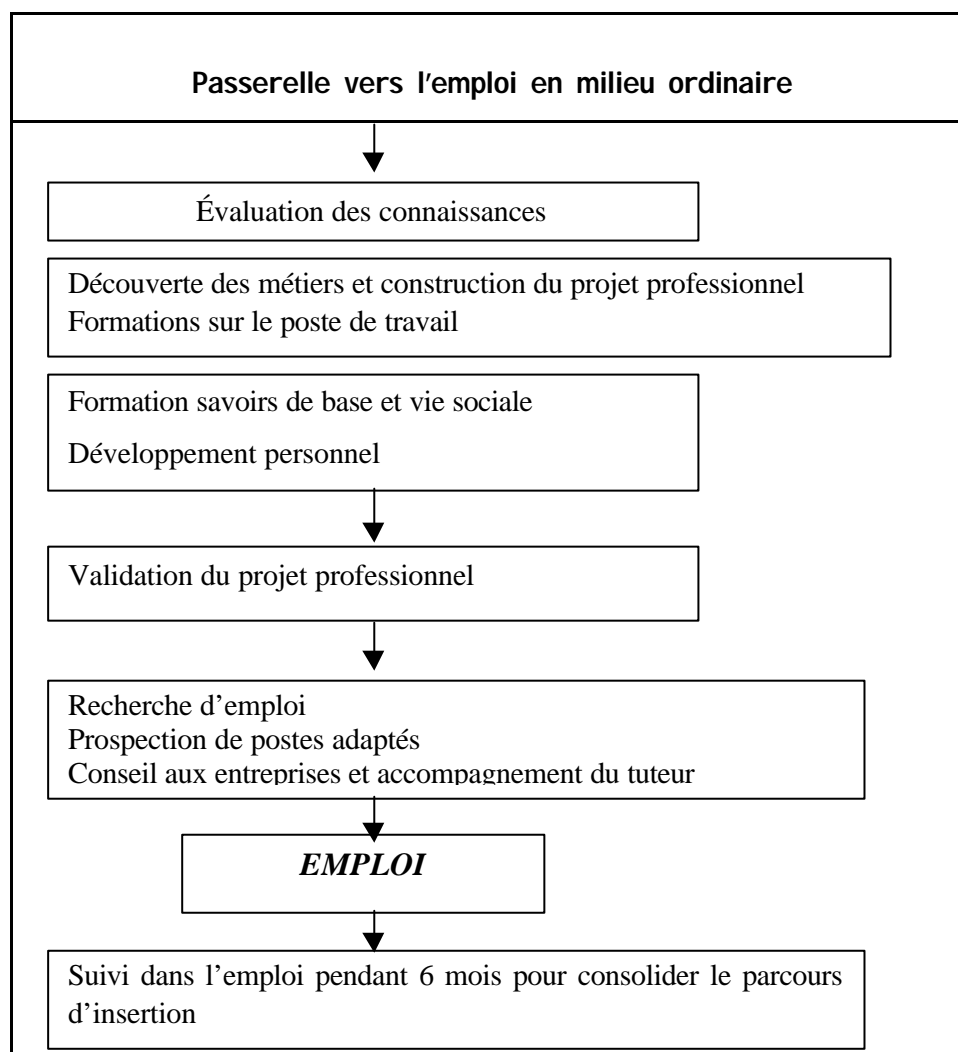 Passerelle vers l'emploi en milieu ordinaire
Évaluation des connaissances
Découverte des métiers et construction du projet professionnel
Formations sur le poste de travail
Formation savoirs de base et vie sociale
Développement personnel
Validation du projet professionnel
Recherche d'emploi
Prospection de postes adaptés
Conseil aux entreprises et accompagnement du tuteur
EMPLOI
Suivi dans l'emploi pendant 6 mois pour consolider le parcours
d'insertion